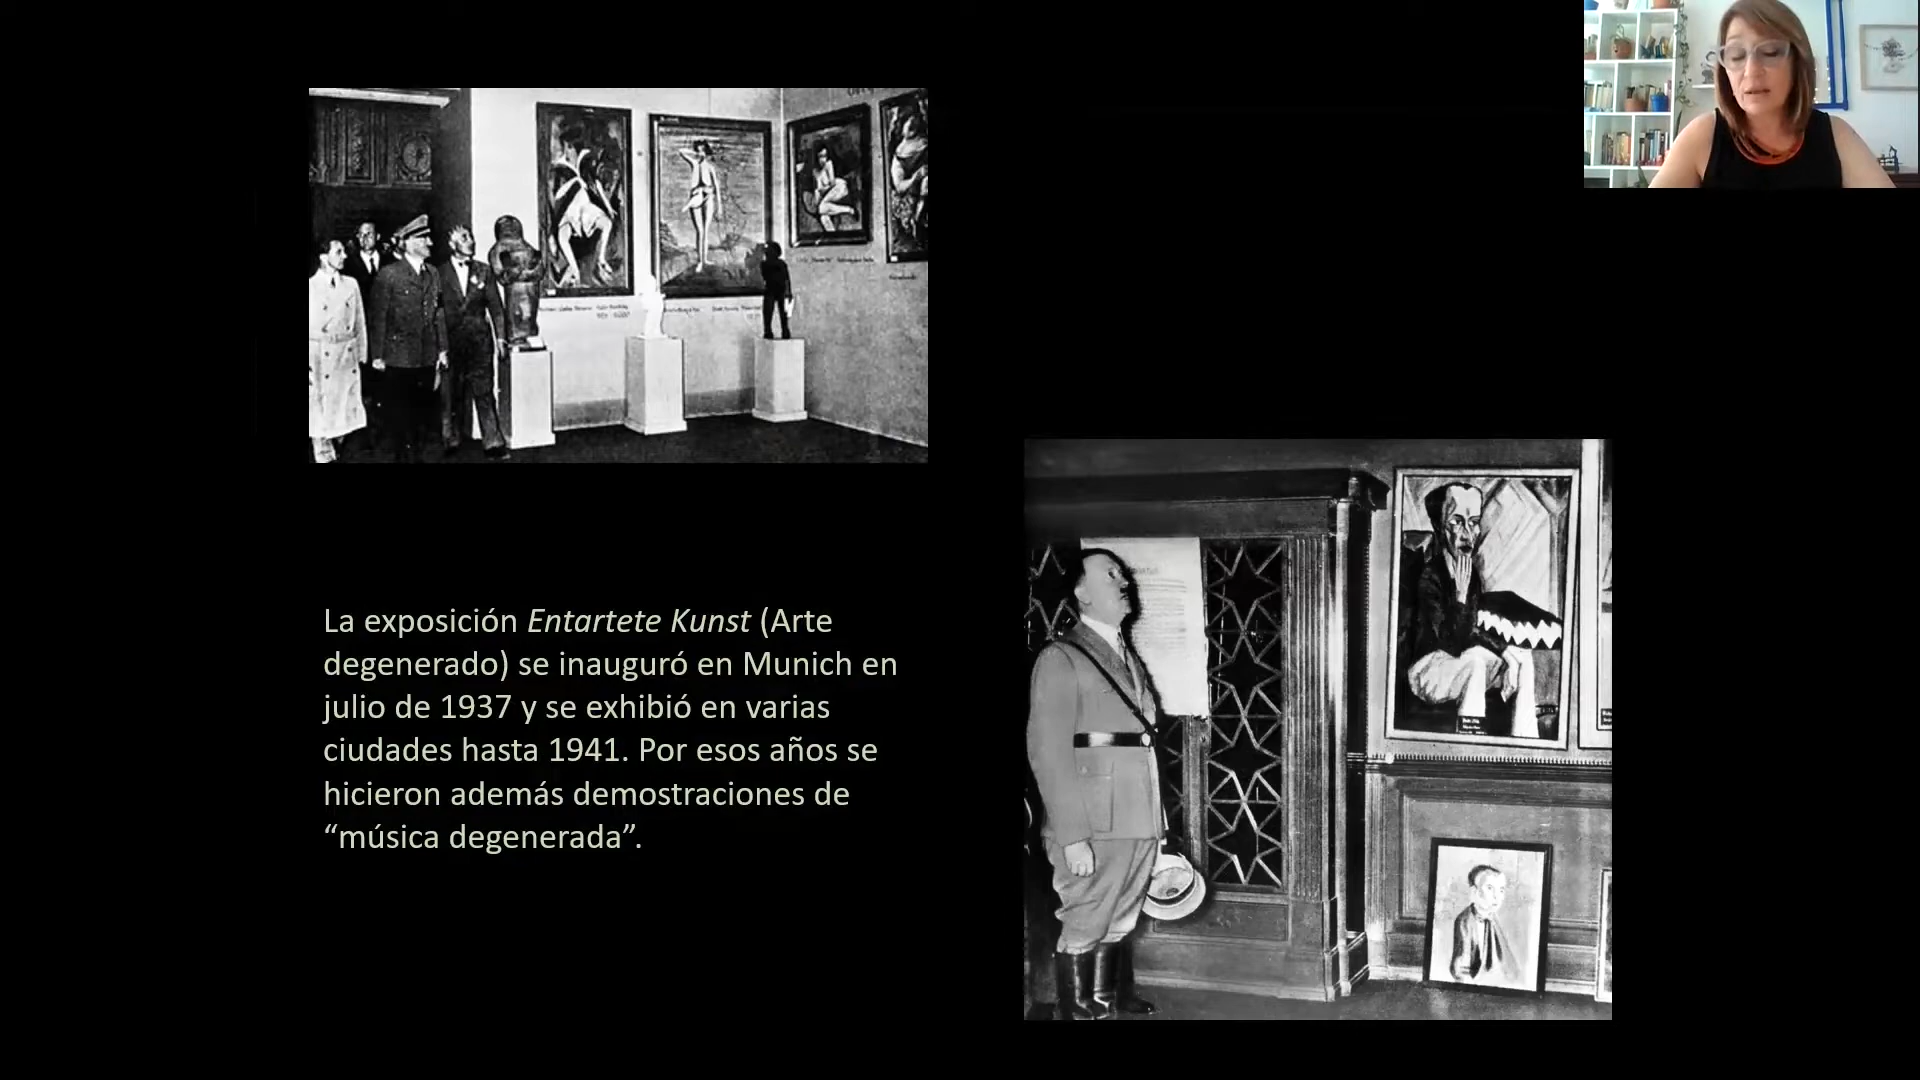 La exposición Entartete Kunst (Arte
degenerado) se inauguró en Munich en
julio de 1937 y se exhibió en varias
ciudades hasta 1941. Por esos años se
hicieron además demostraciones de
“música degenerada”.